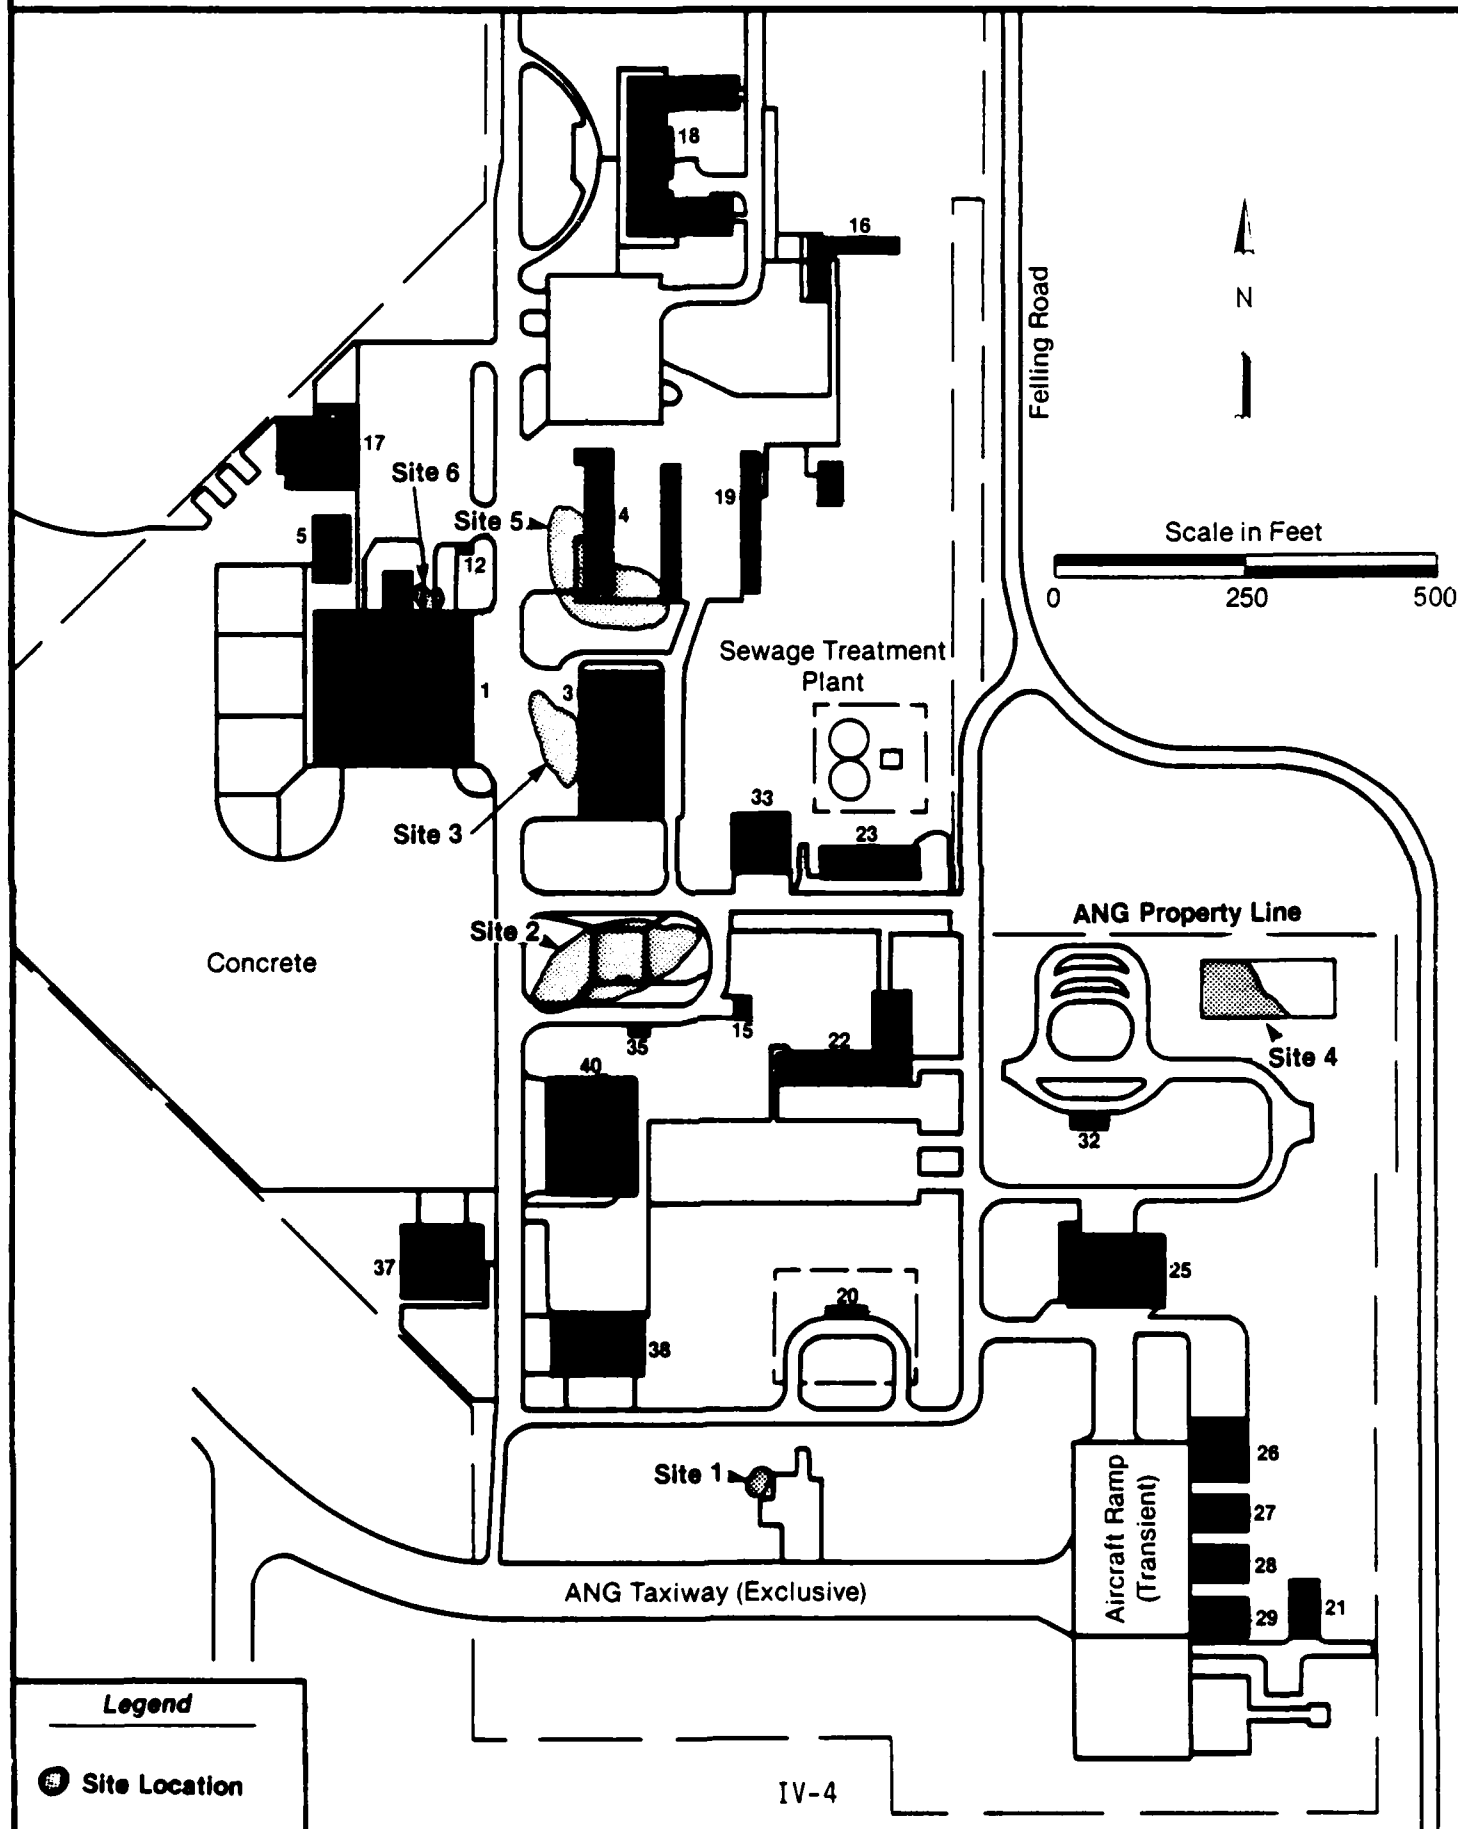 18
16
N
Felling Road
17
Site 6
19
4
Site 5
5
12
Scale in Feet
0 250 500
Sewage Treatment
Plant
1
3
33
Site 3
23
ANG Property Line
Site 2
Concrete
15
35
22
Site 4
40
32
37
25
20
38
26
Site 1
27
Aircraft Ramp
(Transient)
28
ANG Taxiway (Exclusive)
29
21
Legend
Site Location
IV-4